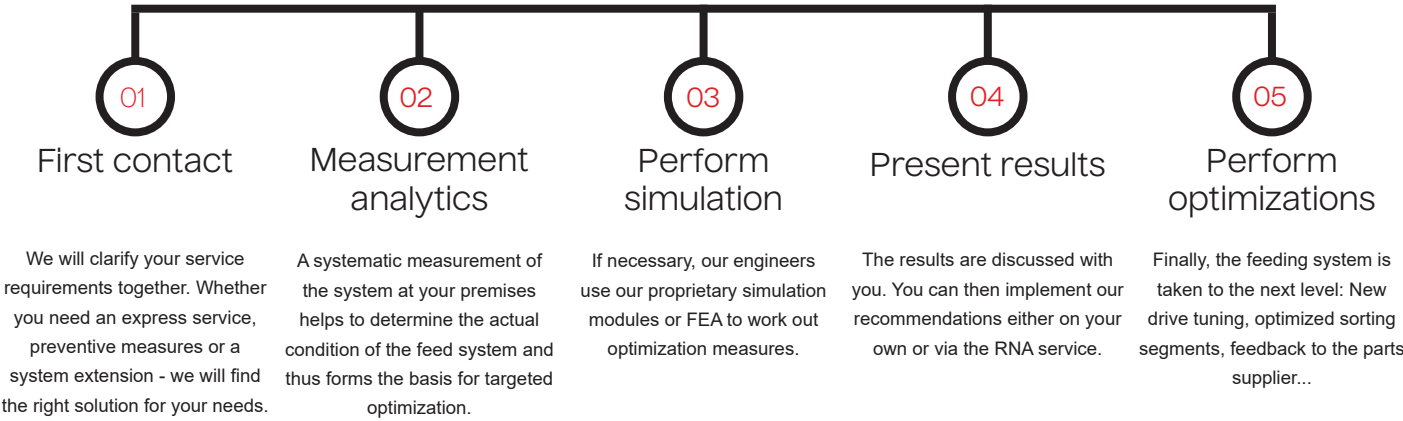 01
First contact
We will clarify your service
requirements together. Whether
you need an express service,
preventive measures or a
system extension - we will find
the right solution for your needs.
02
Measurement
analytics
A systematic measurement of
the system at your premises
helps to determine the actual
condition of the feed system and
thus forms the basis for targeted
optimization.
03
Perform
simulation
If necessary, our engineers
use our proprietary simulation
modules or FEA to work out
optimization measures.
04
Present results
The results are discussed with
you. You can then implement our
recommendations either on your
own or via the RNA service.
05
Perform
optimizations
Finally, the feeding system is
taken to the next level: New
drive tuning, optimized sorting
segments, feedback to the parts
supplier...